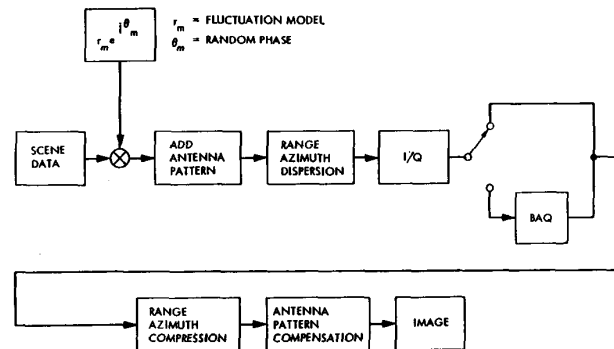 r_m e^{iθ_m}
r_m = FLUCTUATION MODEL
θ_m = RANDOM PHASE
SCENE
DATA
ADD
ANTENNA
PATTERN
RANGE
AZIMUTH
DISPERSION
I/Q
BAQ
RANGE
AZIMUTH
COMPRESSION
ANTENNA
PATTERN
COMPENSATION
IMAGE